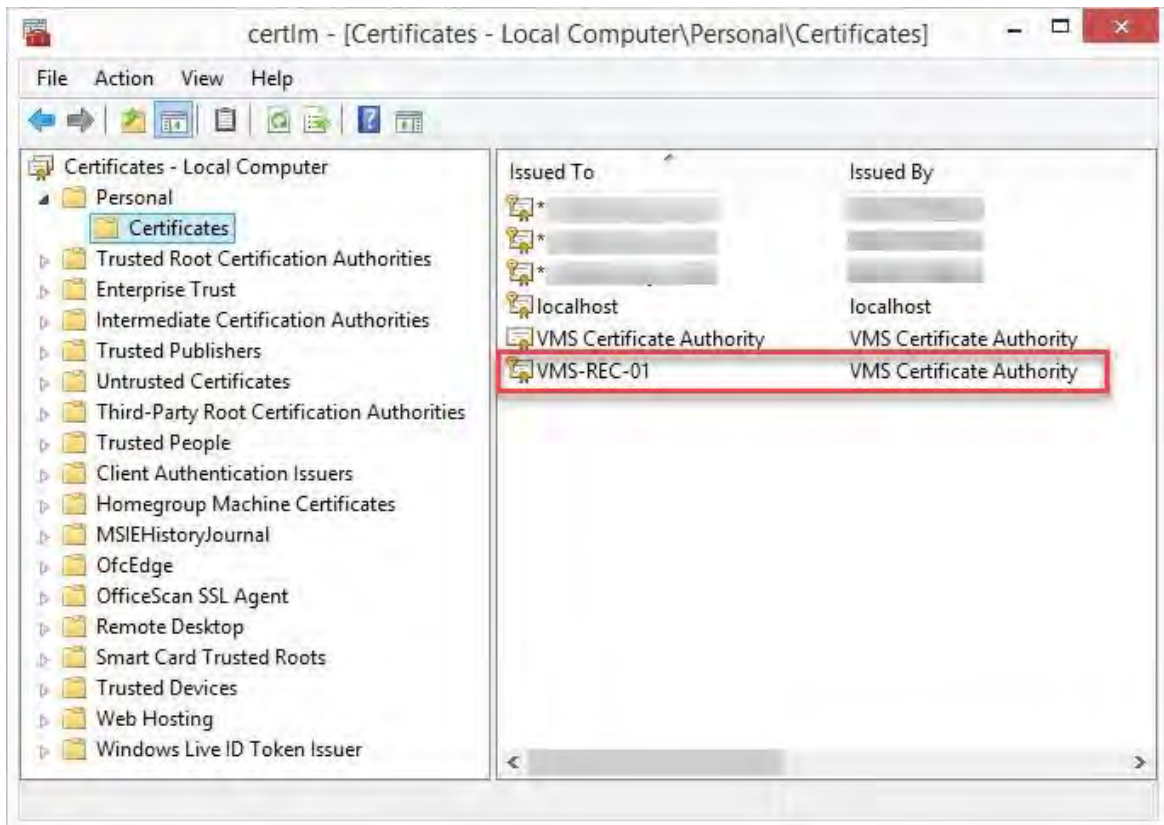 certlm - [Certificates - Local Computer\Personal\Certificates]
File Action View Help
Certificates - Local Computer
Personal
Certificates
Trusted Root Certification Authorities
Enterprise Trust
Intermediate Certification Authorities
Trusted Publishers
Untrusted Certificates
Third-Party Root Certification Authorities
Trusted People
Client Authentication Issuers
Homegroup Machine Certificates
MSIEHistoryJournal
OfcEdge
OfficeScan SSL Agent
Remote Desktop
Smart Card Trusted Roots
Trusted Devices
Web Hosting
Windows Live ID Token Issuer
Issued To Issued By
*
*
*
localhost localhost
VMS Certificate Authority VMS Certificate Authority
VMS-REC-01 VMS Certificate Authority